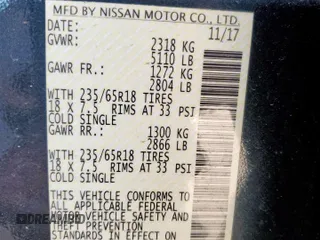 MFD BY NISSAN MOTOR CO., LTD.
DATE: 11/17
GVWR: 2318 KG
5110 LB
GAWR FR.: 1272 KG
2804 LB
WITH 235/65R18 TIRES
18 X 7.5 RIMS AT 33 PSI
COLD SINGLE
GAWR RR.: 1300 KG
2866 LB
WITH 235/65R18 TIRES
18 X 7.5 RIMS AT 33 PSI
COLD SINGLE
THIS VEHICLE CONFORMS TO
ALL APPLICABLE FEDERAL
VEHICLE SAFETY AND
THEFT PREVENTION
STANDARDS IN EFFECT ON